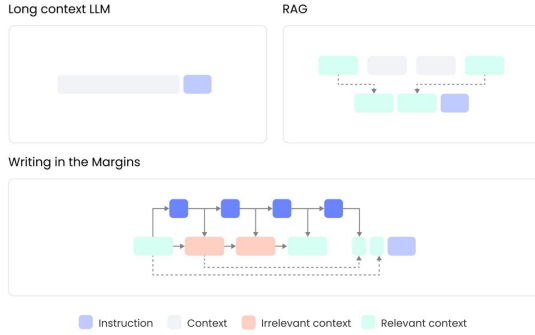 Long context LLM
RAG
Writing in the Margins
Instruction
Context
Irrelevant context
Relevant context